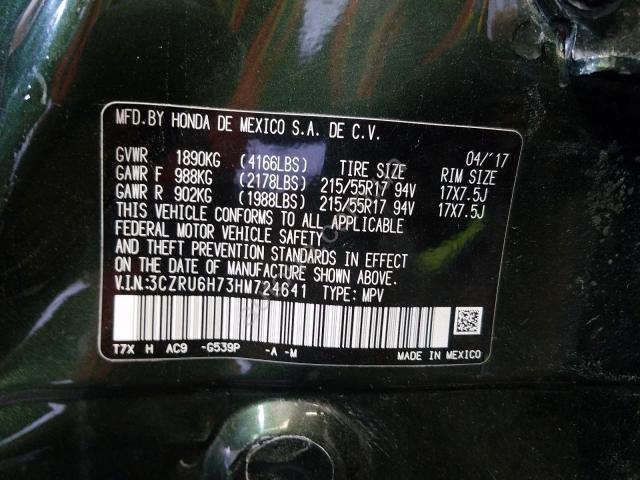 MFD. BY HONDA DE MEXICO S.A. DE C.V.
04/'17
GVWR 1890KG (4166LBS) TIRE SIZE RIM SIZE
GAWR F 988KG (2178LBS) 215/55R17 94V 17X7.5J
GAWR R 902KG (1988LBS) 215/55R17 94V 17X7.5J
THIS VEHICLE CONFORMS TO ALL APPLICABLE
FEDERAL MOTOR VEHICLE SAFETY
AND THEFT PREVENTION STANDARDS IN EFFECT
ON THE DATE OF MANUFACTURE SHOWN ABOVE.
V.I.N:3CZRU6H73HM724641 TYPE: MPV
T7X H AC9 -G539P -A -M MADE IN MEXICO